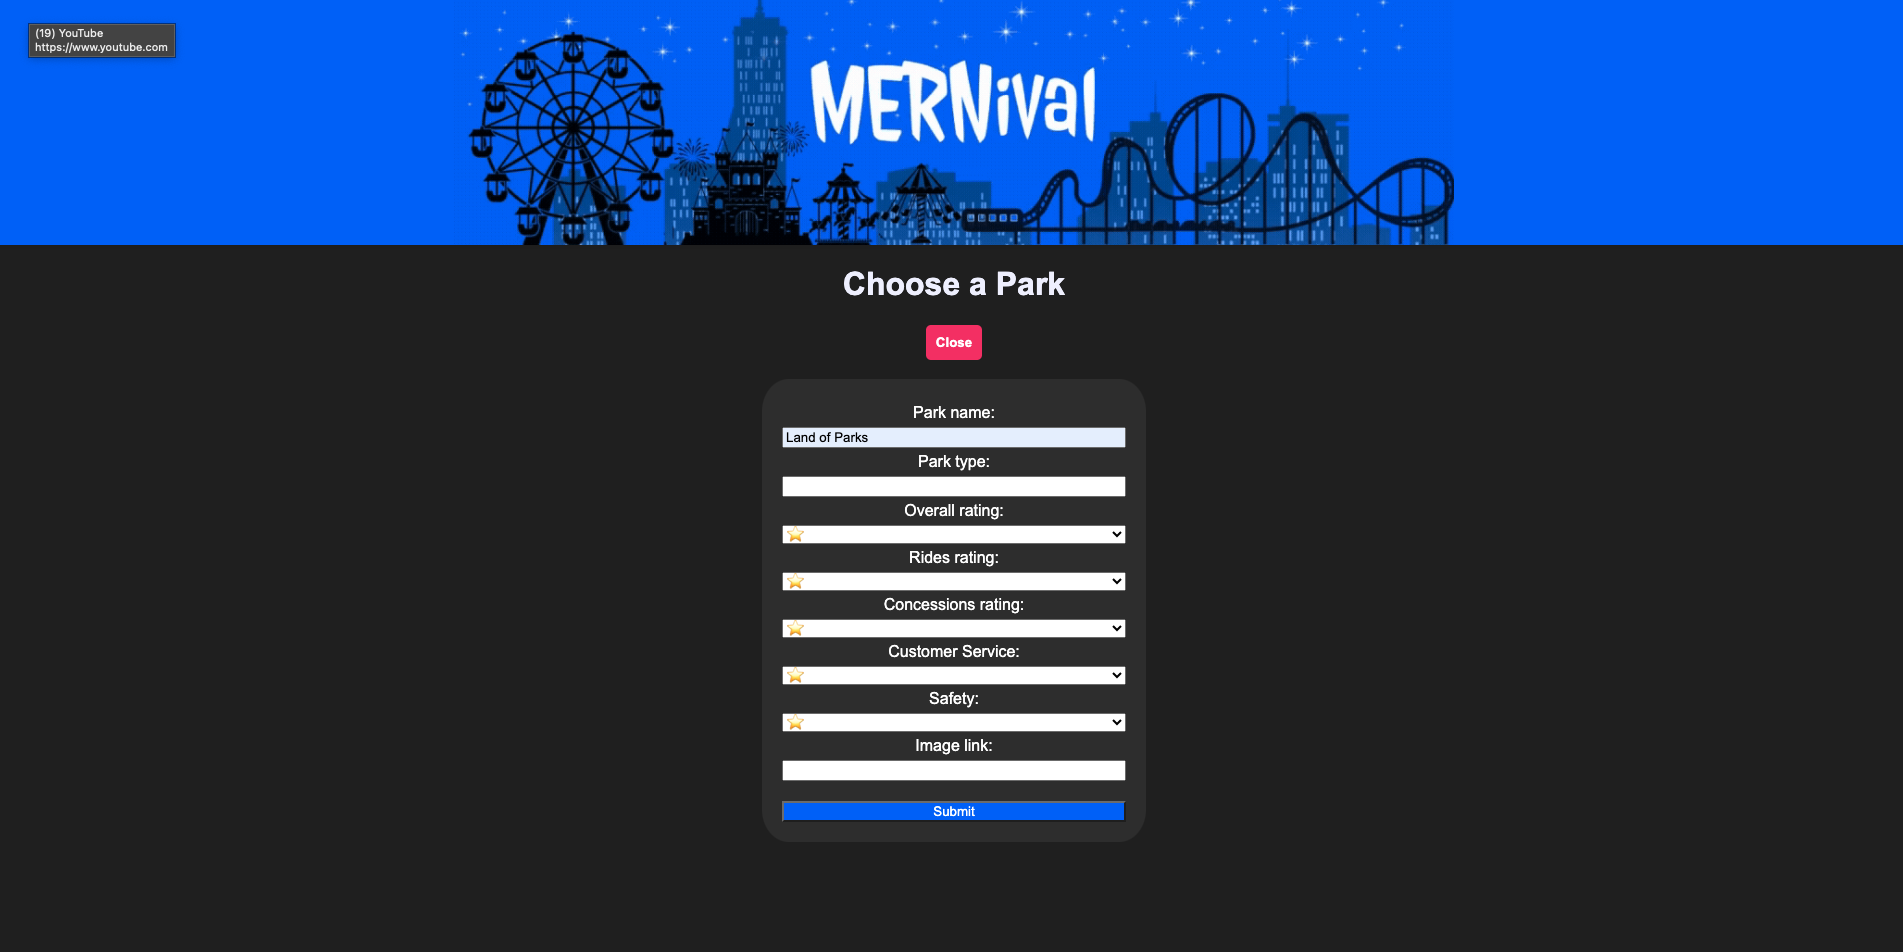 (19) YouTube
https://www.youtube.com
MERNival
Choose a Park
Close
Park name:
Land of Parks
Park type:
Overall rating:
Rides rating:
Concessions rating:
Customer Service:
Safety:
Image link:
Submit